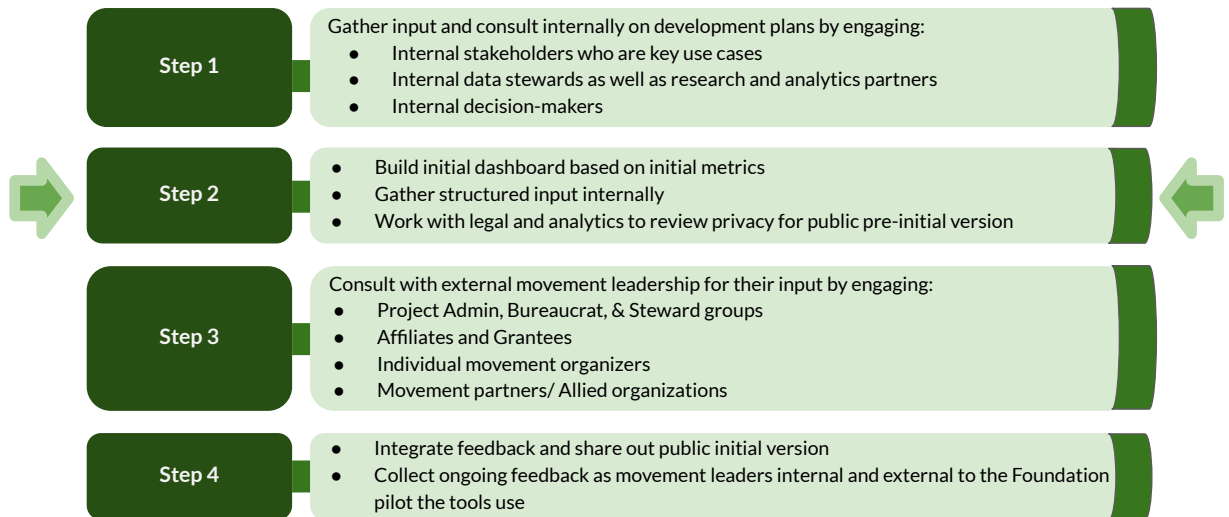 Step 1
Gather input and consult internally on development plans by engaging:
● Internal stakeholders who are key use cases
● Internal data stewards as well as research and analytics partners
● Internal decision-makers
Step 2
● Build initial dashboard based on initial metrics
● Gather structured input internally
● Work with legal and analytics to review privacy for public pre-initial version
Step 3
Consult with external movement leadership for their input by engaging:
● Project Admin, Bureaucrat, & Steward groups
● Affiliates and Grantees
● Individual movement organizers
● Movement partners/ Allied organizations
Step 4
● Integrate feedback and share out public initial version
● Collect ongoing feedback as movement leaders internal and external to the Foundation
pilot the tools use